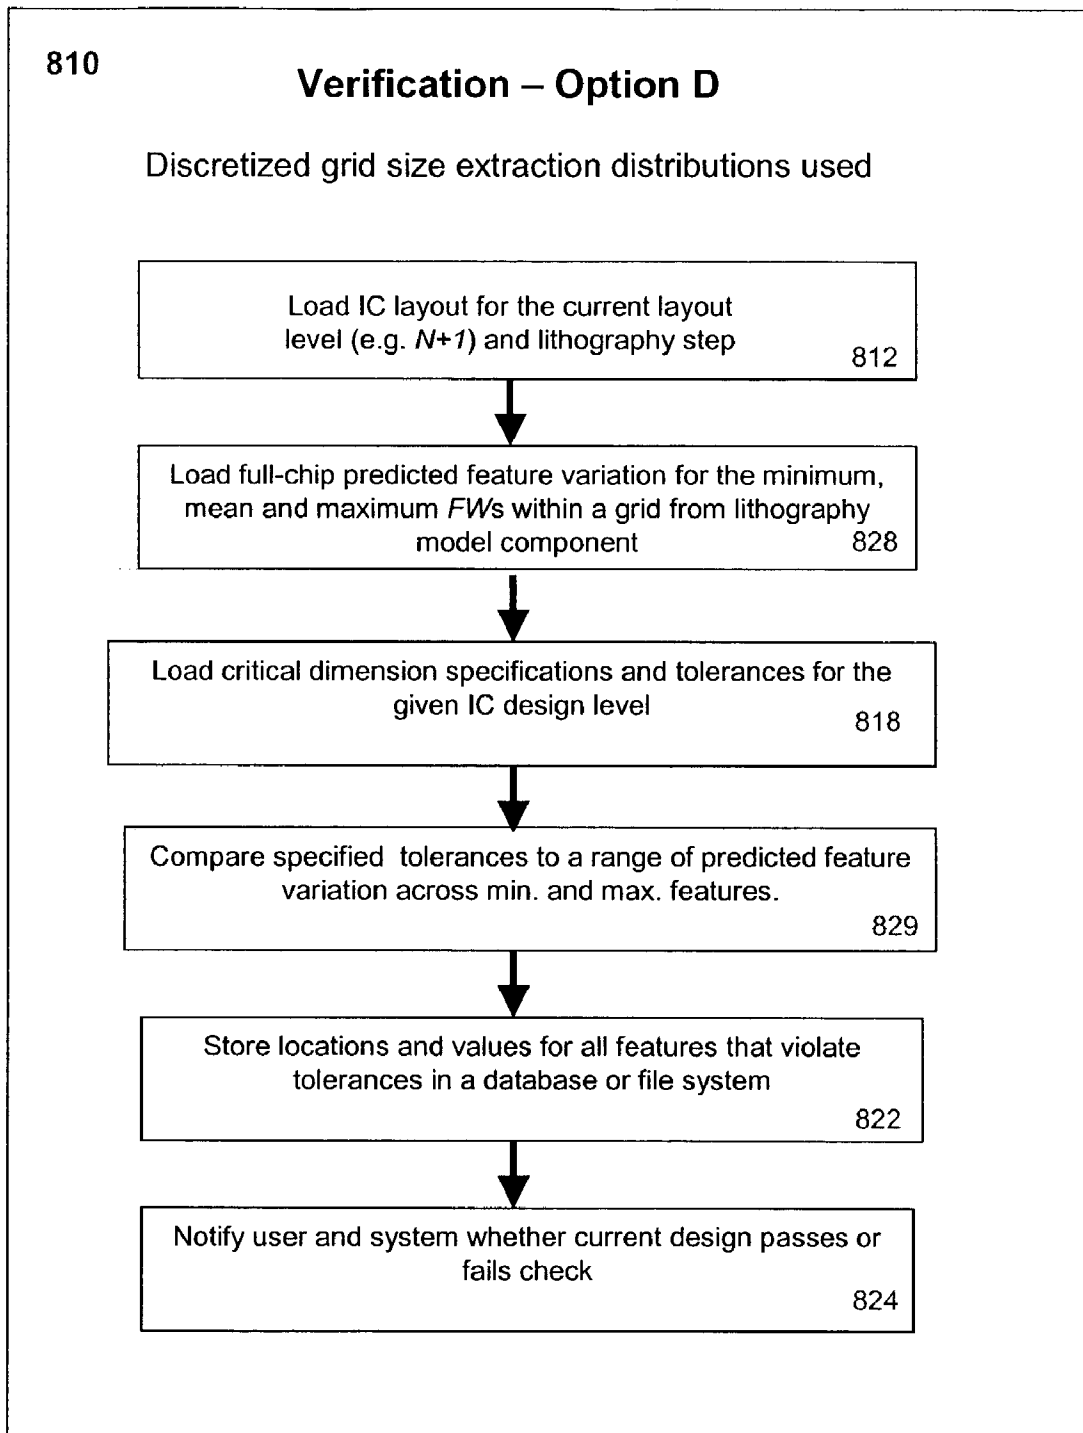 810
Verification – Option D
Discretized grid size extraction distributions used
Load IC layout for the current layout
level (e.g. N+1) and lithography step
812
Load full-chip predicted feature variation for the minimum,
mean and maximum FWs within a grid from lithography
model component
828
Load critical dimension specifications and tolerances for the
given IC design level
818
Compare specified tolerances to a range of predicted feature
variation across min. and max. features.
829
Store locations and values for all features that violate
tolerances in a database or file system
822
Notify user and system whether current design passes or
fails check
824